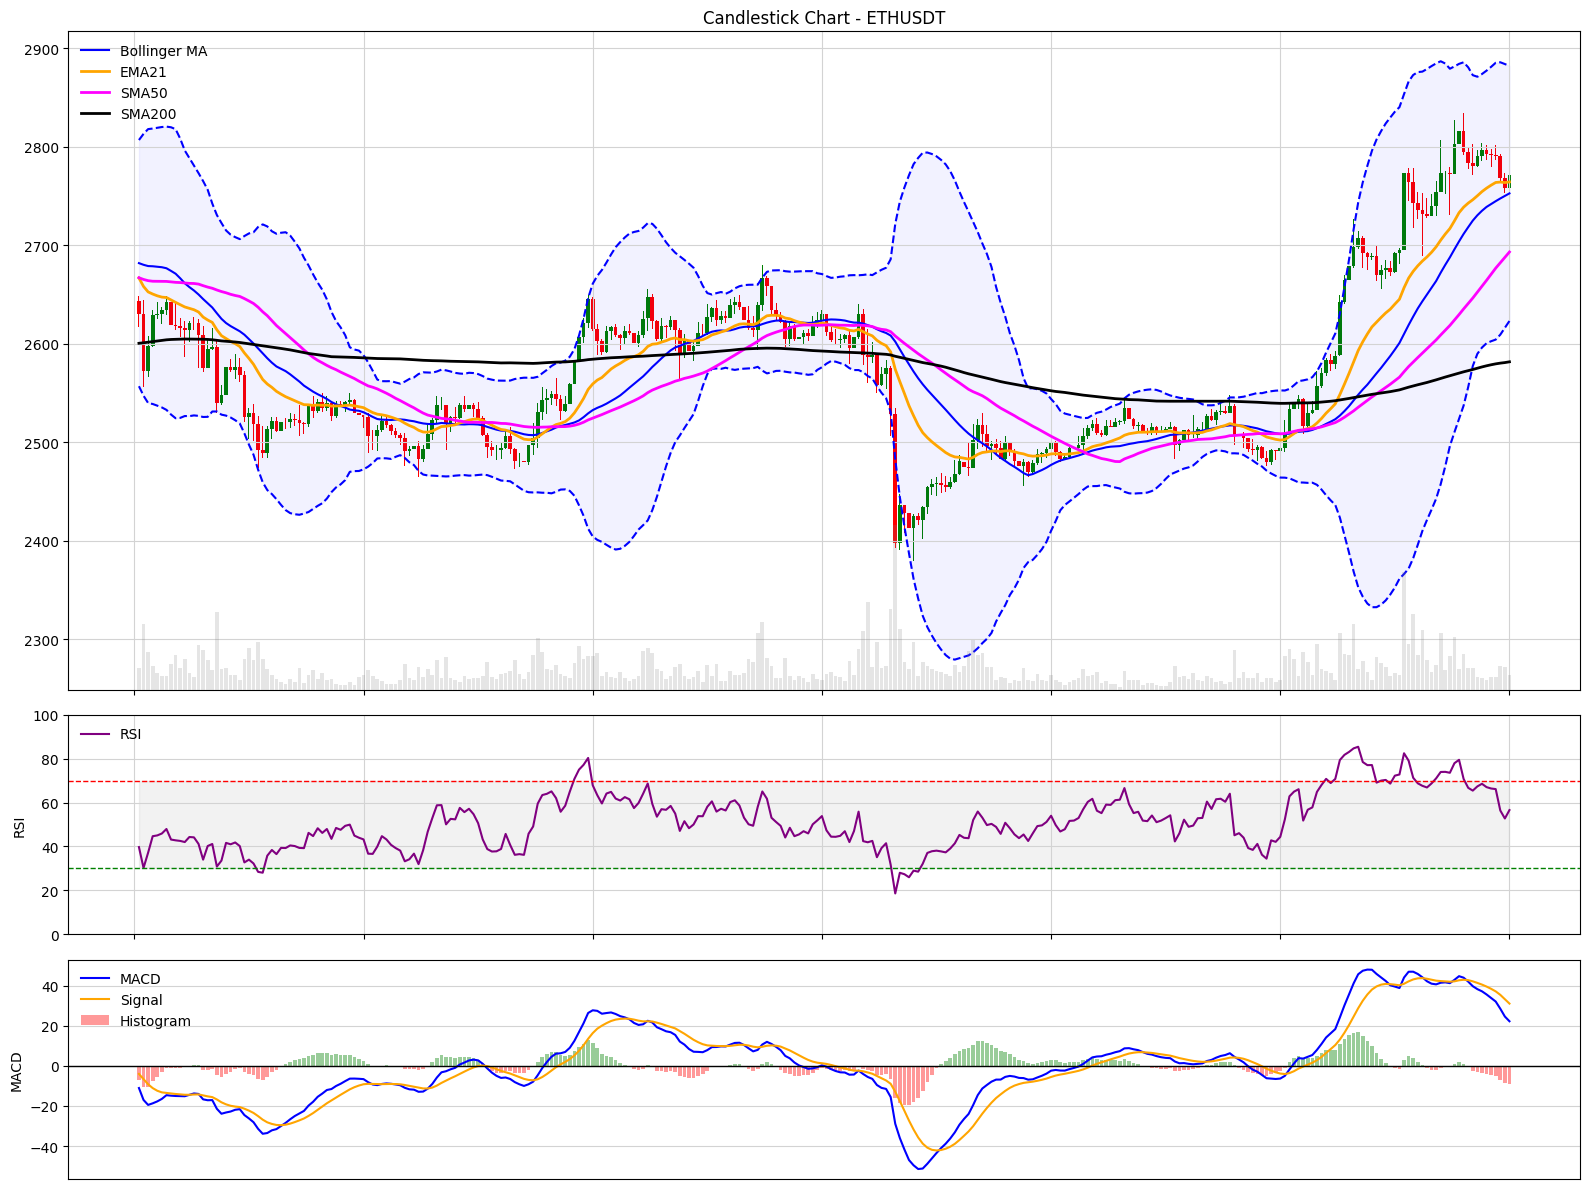 Candlestick Chart - ETHUSDT
Bollinger MA
EMA21
SMA50
SMA200
2900
2800
2700
2600
2500
2400
2300
RSI
RSI
100
80
60
40
20
0
MACD
Signal
Histogram
MACD
40
20
0
−20
−40